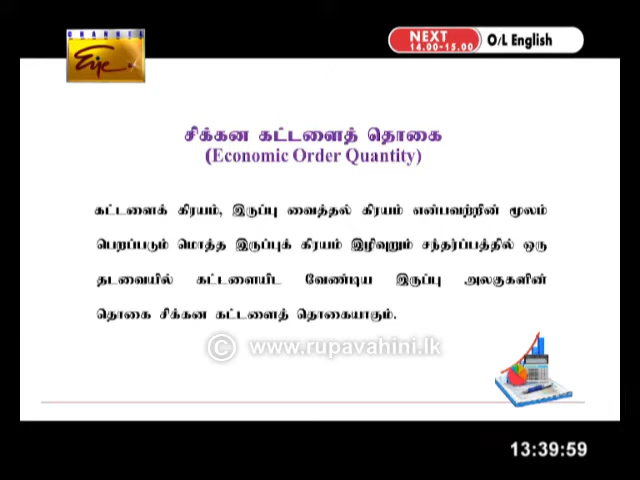 CHANNEL
Eye
NEXT
14.00-15.00
O/L English
சிக்கன கட்டளைத் தொகை
(Economic Order Quantity)
கட்டளைக் கிரயம், இருப்பு வைத்தல் கிரயம் என்பவற்றின் மூலம்
பெறப்படும் மொத்த இருப்புக் கிரயம் இழிவுறும் சந்தர்ப்பத்தில் ஒரு
தடவையில் கட்டளையிட வேண்டிய இருப்பு அலகுகளின்
தொகை சிக்கன கட்டளைத் தொகையாகும்.
© www.rupavahini.lk
13:39:59